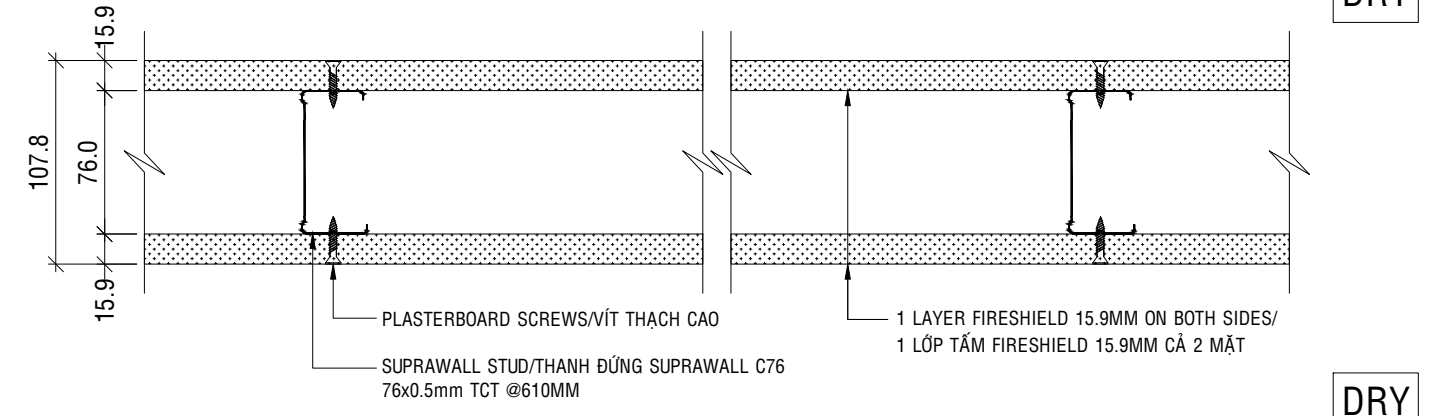 DRY
15.9
107.8
76.0
15.9
PLASTERBOARD SCREWS/VÍT THẠCH CAO
SUPRAWALL STUD/THANH ĐỨNG SUPRAWALL C76
76x0.5mm TCT @610MM
1 LAYER FIRESHIELD 15.9MM ON BOTH SIDES/
1 LỚP TẤM FIRESHIELD 15.9MM CẢ 2 MẶT
DRY